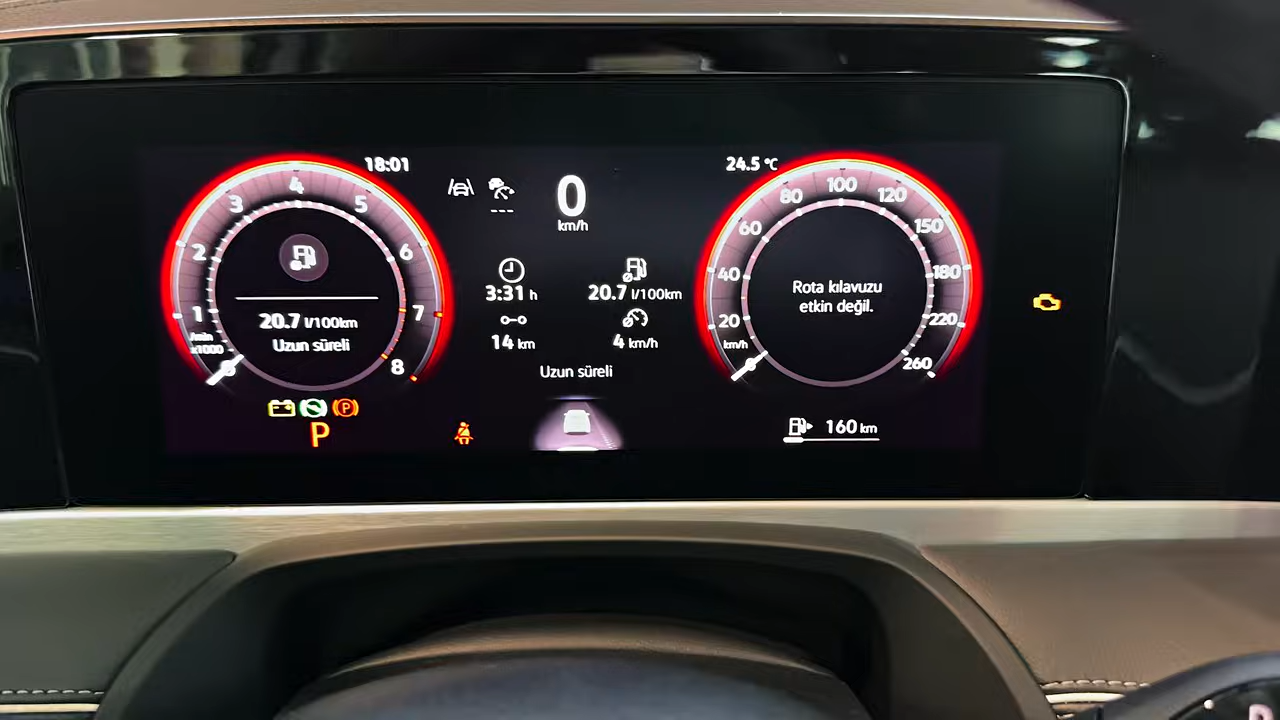 18:01
24.5 °C
0
km/h
1
2
3
4
5
6
7
8
/min
x1000
20.7 l/100km
Uzun süreli
3:31 h
20.7 l/100km
14 km
4 km/h
Uzun süreli
20
40
60
80
100
120
150
180
220
260
km/h
Rota kılavuzu
etkin değil.
P
P
160 km